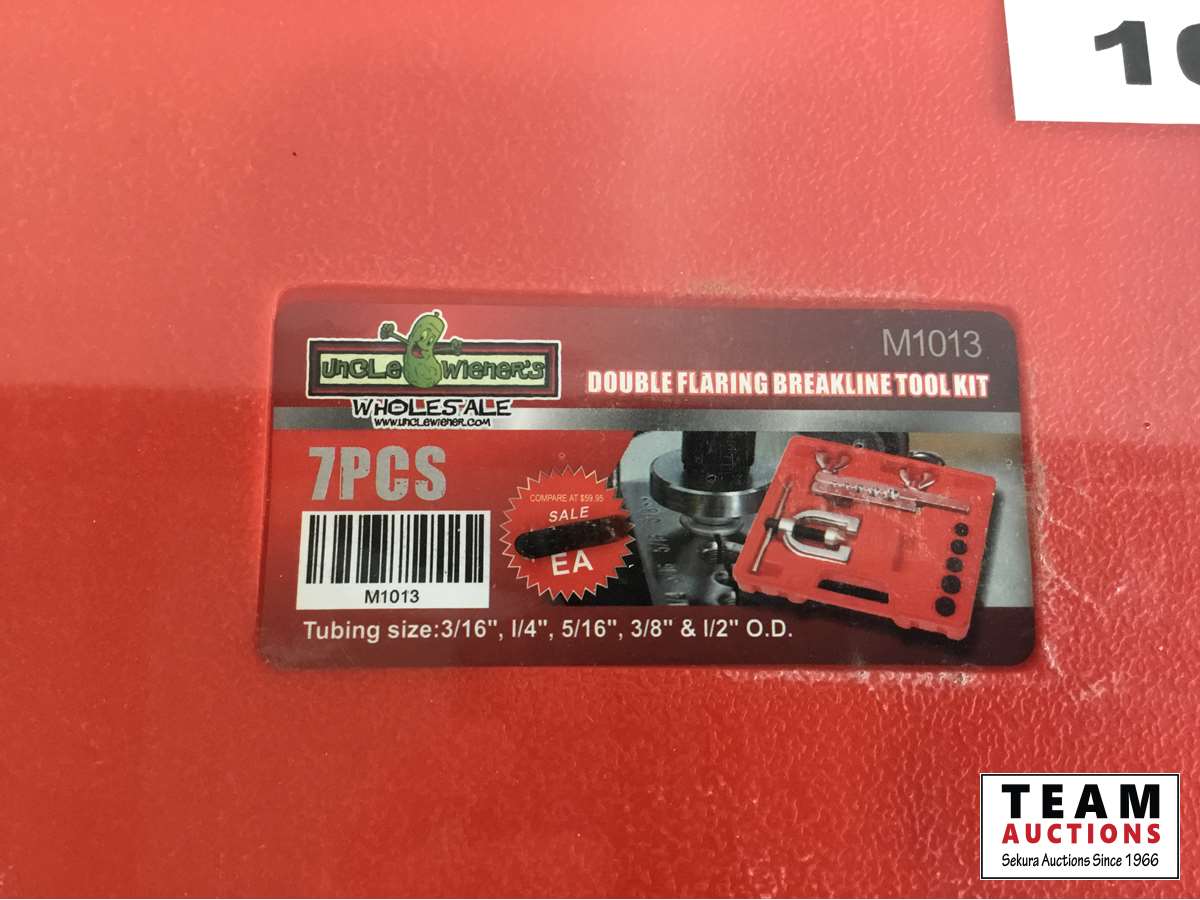 M1013
UNCLE WIENER'S
WHOLESALE
WWW.UNCLEWIENER.COM
DOUBLE FLARING BREAKLINE TOOL KIT
7PCS
COMPARE AT $59.95
SALE
EA
M1013
Tubing size:3/16", 1/4", 5/16", 3/8" & 1/2" O.D.
TEAM
AUCTIONS
Sekura Auctions Since 1966